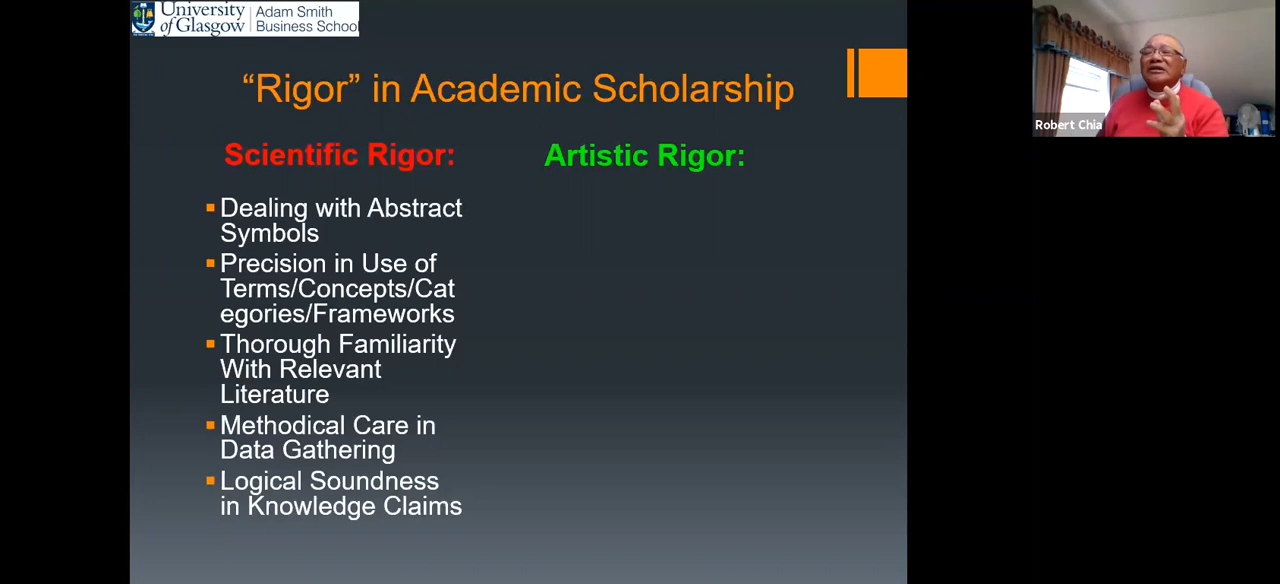 University of Glasgow
Adam Smith
Business School
“Rigor” in Academic Scholarship
Scientific Rigor:
Dealing with Abstract
Symbols
Precision in Use of
Terms/Concepts/Cat
egories/Frameworks
Thorough Familiarity
With Relevant
Literature
Methodical Care in
Data Gathering
Logical Soundness
in Knowledge Claims
Artistic Rigor:
Robert Chia